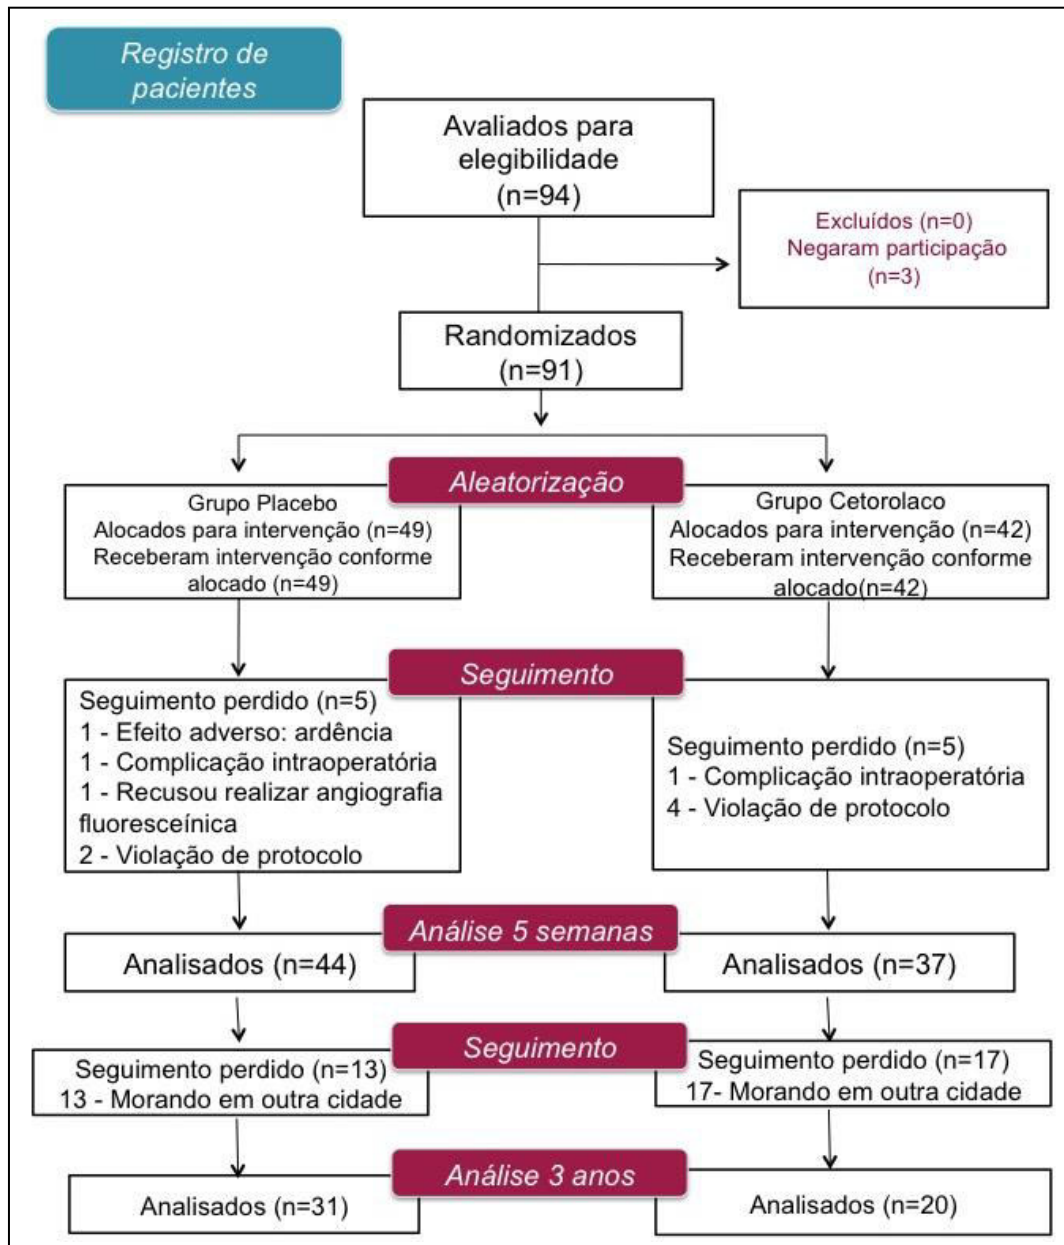 Registro de
pacientes
Avaliados para
elegibilidade
(n=94)
Excluídos (n=0)
Negaram participação
(n=3)
Randomizados
(n=91)
Aleatorização
Grupo Placebo
Alocados para intervenção (n=49)
Receberam intervenção conforme
alocado (n=49)
Grupo Cetorolaco
Alocados para intervenção (n=42)
Receberam intervenção conforme
alocado(n=42)
Seguimento
Seguimento perdido (n=5)
1 - Efeito adverso: ardência
1 - Complicação intraoperatória
1 - Recusou realizar angiografia
fluoresceínica
2 - Violação de protocolo
Seguimento perdido (n=5)
1 - Complicação intraoperatória
4 - Violação de protocolo
Análise 5 semanas
Analisados (n=44)
Analisados (n=37)
Seguimento
Seguimento perdido (n=13)
13 - Morando em outra cidade
Seguimento perdido (n=17)
17- Morando em outra cidade
Análise 3 anos
Analisados (n=31)
Analisados (n=20)